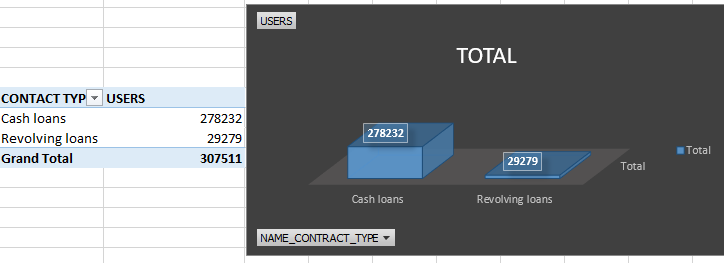 CONTACT TYP USERS
Cash loans 278232
Revolving loans 29279
Grand Total 307511
USERS
TOTAL
278232
29279
Total
Total
Cash loans Revolving loans
NAME_CONTRACT_TYPE